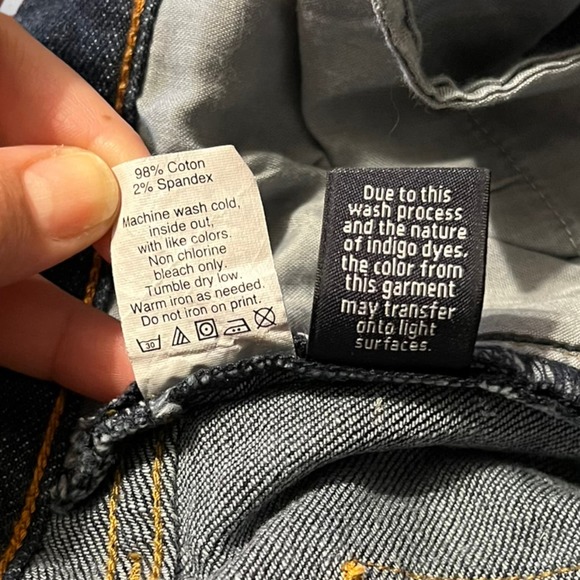 98% Coton
2% Spandex
Machine wash cold,
inside out,
with like colors.
Non chlorine
bleach only.
Tumble dry low.
Warm iron as needed.
Do not iron on print.
30
Due to this
wash process
and the nature
of indigo dyes,
the color from
this garment
may transfer
onto light
surfaces.